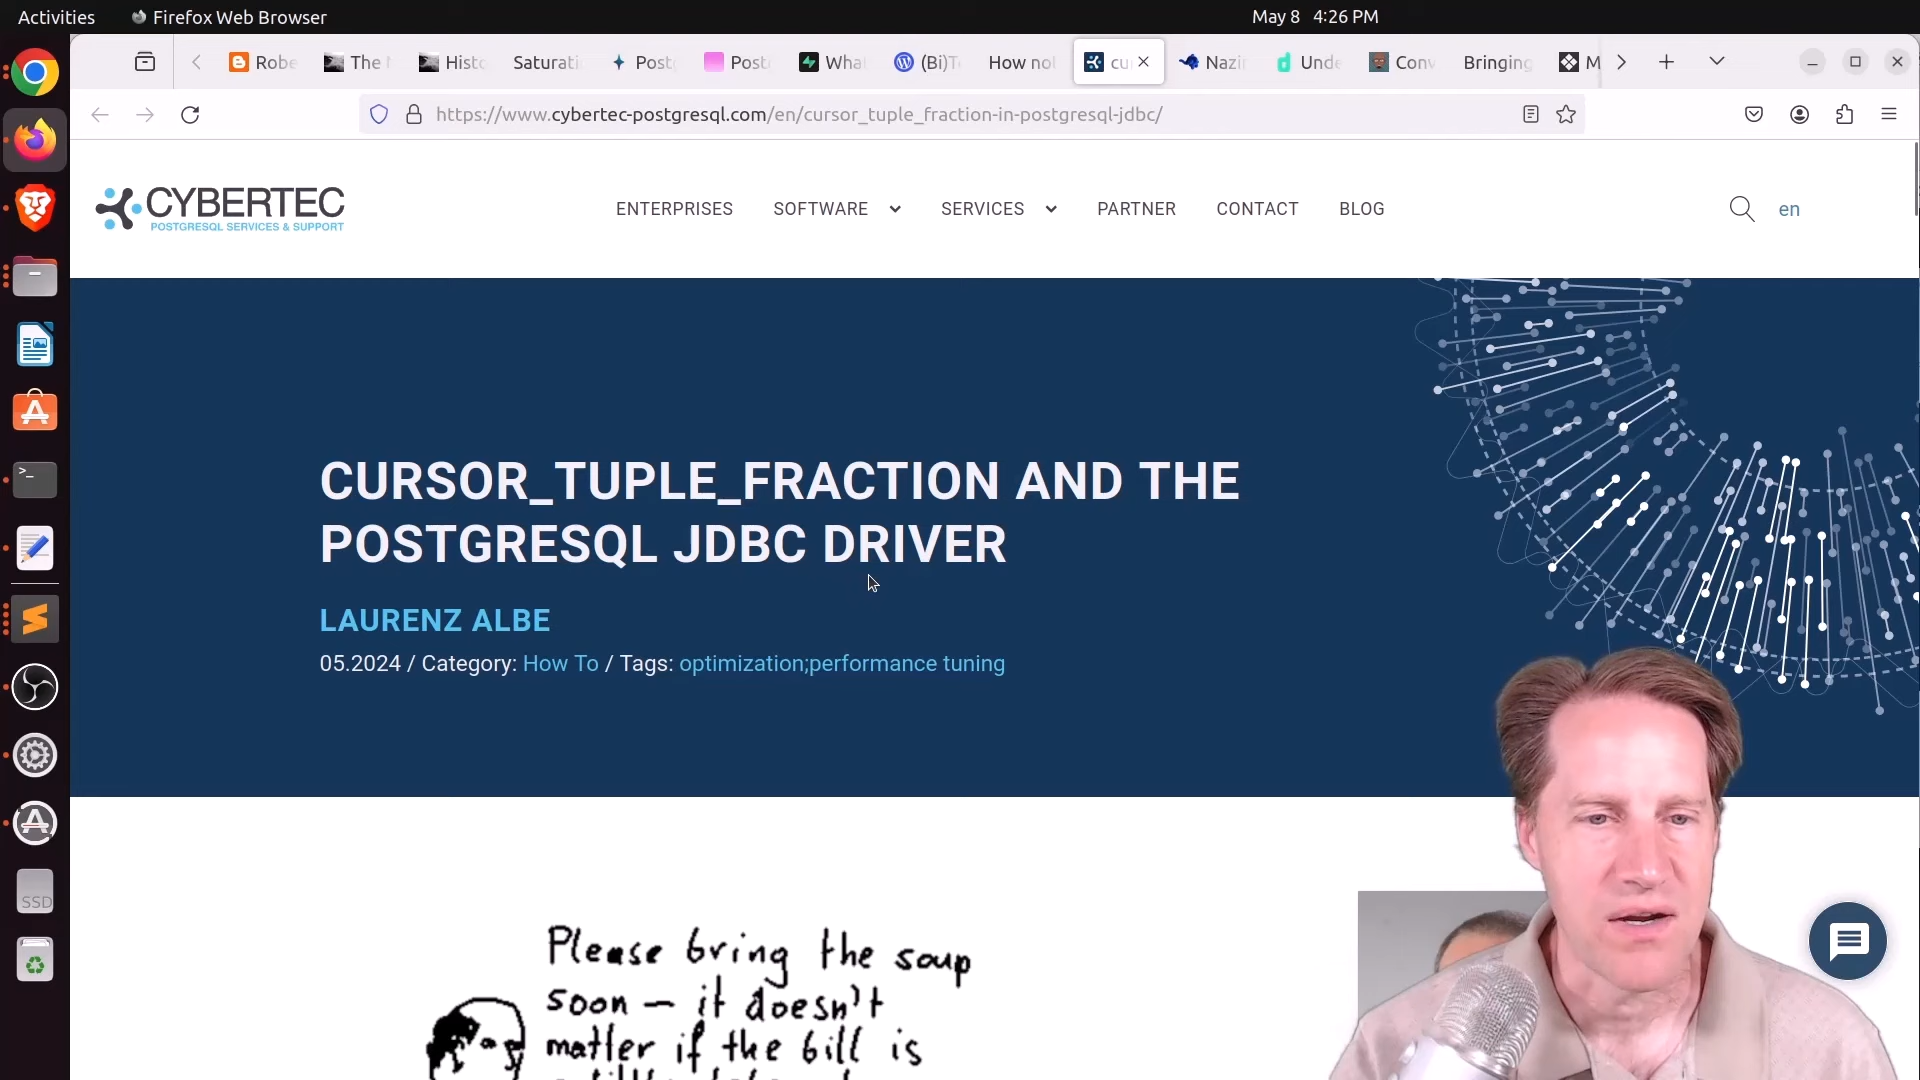 Activities
Firefox Web Browser
May 8 4:26 PM
Robe
The
Histo
Saturati
Postg
Post
Wha
(Bi)T
How not
cu
Nazi
Unde
Conv
Bringing
M
https://www.cybertec-postgresql.com/en/cursor_tuple_fraction-in-postgresql-jdbc/
CYBERTEC
POSTGRESQL SERVICES & SUPPORT
ENTERPRISES
SOFTWARE
SERVICES
PARTNER
CONTACT
BLOG
en
CURSOR_TUPLE_FRACTION AND THE
POSTGRESQL JDBC DRIVER
LAURENZ ALBE
05.2024 / Category: How To / Tags: optimization;performance tuning
Please bring the soup
soon — it doesn't
matter if the bill is
SSD